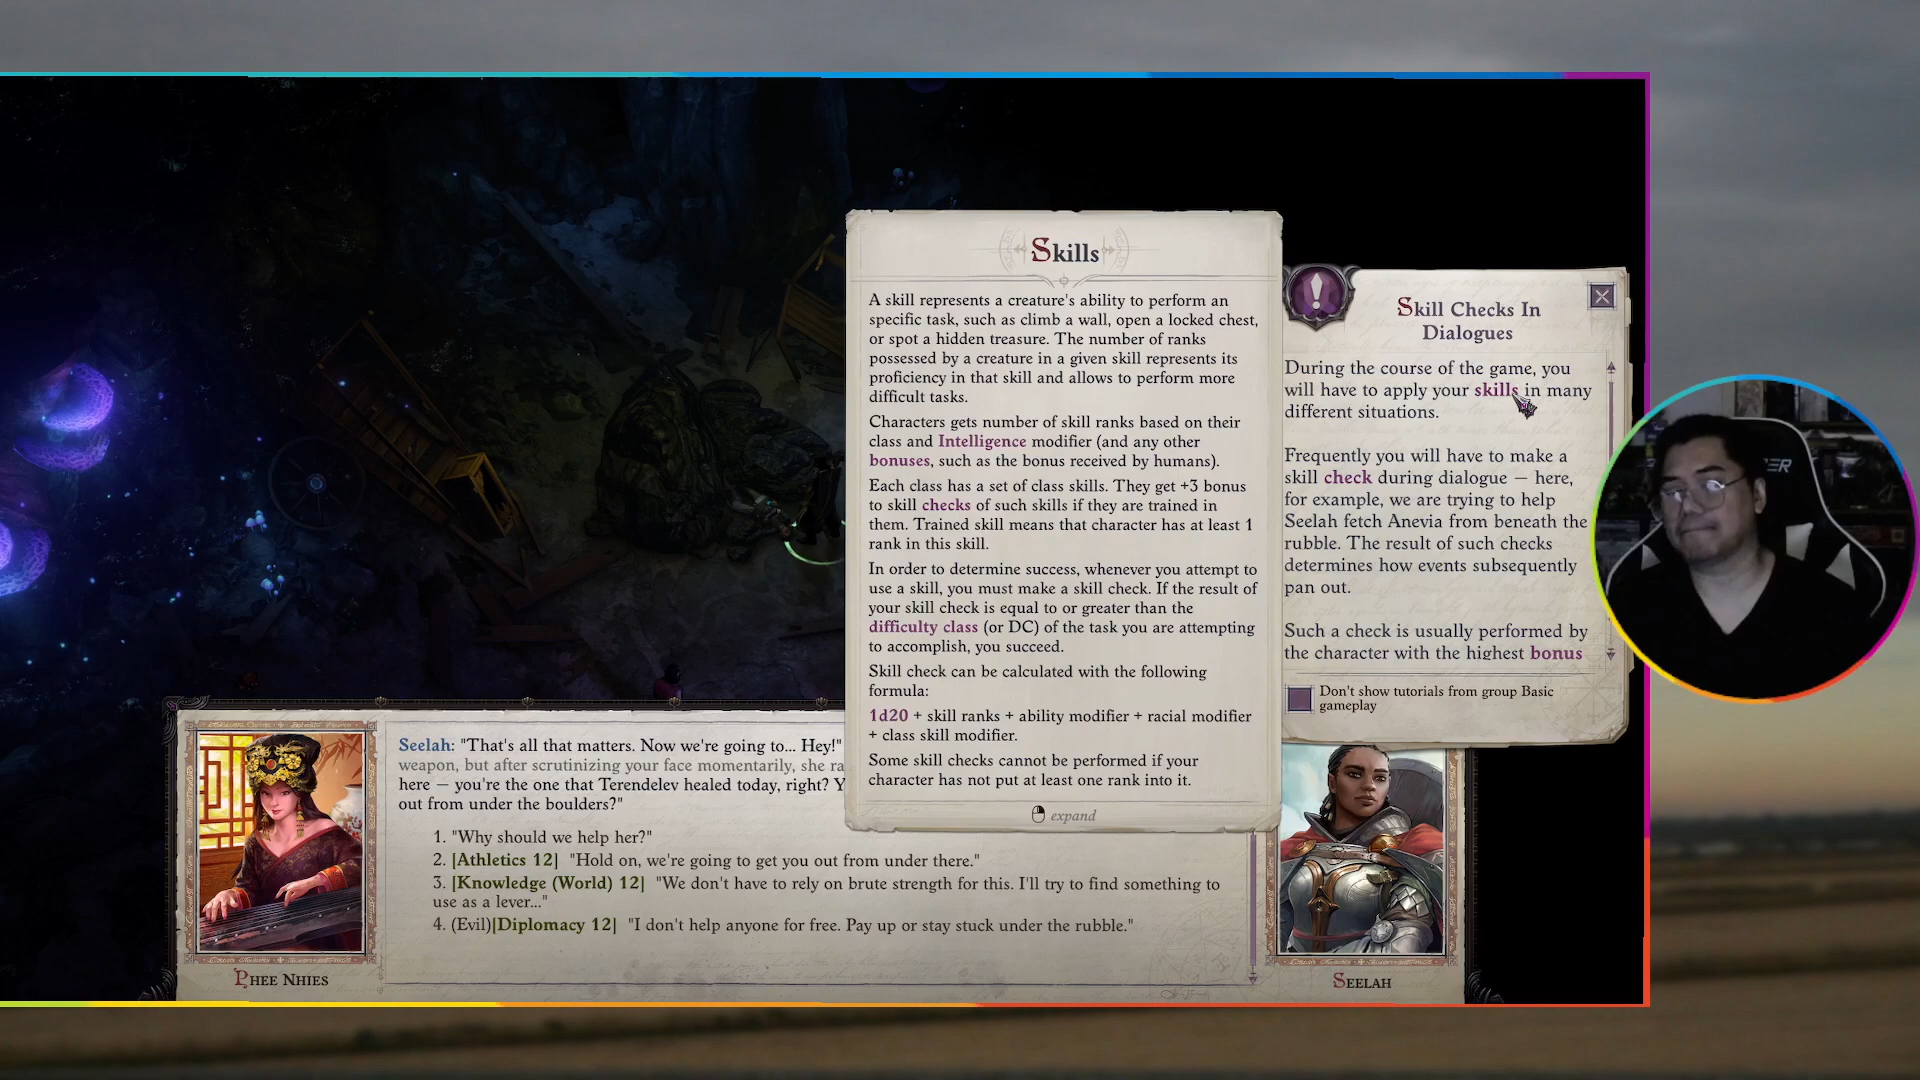 Skills
A skill represents a creature's ability to perform an
specific task, such as climb a wall, open a locked chest,
or spot a hidden treasure. The number of ranks
possessed by a creature in a given skill represents its
proficiency in that skill and allows to perform more
difficult tasks.
Characters gets number of skill ranks based on their
class and Intelligence modifier (and any other
bonuses, such as the bonus received by humans).
Each class has a set of class skills. They get +3 bonus
to skill checks of such skills if they are trained in
them. Trained skill means that character has at least 1
rank in this skill.
In order to determine success, whenever you attempt to
use a skill, you must make a skill check. If the result of
your skill check is equal to or greater than the
difficulty class (or DC) of the task you are attempting
to accomplish, you succeed.
Skill check can be calculated with the following
formula:
1d20 + skill ranks + ability modifier + racial modifier
+ class skill modifier.
Some skill checks cannot be performed if your
character has not put at least one rank into it.
expand
Skill Checks In
Dialogues
During the course of the game, you
will have to apply your skills in many
different situations.
Frequently you will have to make a
skill check during dialogue — here,
for example, we are trying to help
Seelah fetch Anevia from beneath the
rubble. The result of such checks
determines how events subsequently
pan out.
Such a check is usually performed by
the character with the highest bonus
Don't show tutorials from group Basic
gameplay
Seelah: "That's all that matters. Now we're going to... Hey!"
weapon, but after scrutinizing your face momentarily, she
here — you're the one that Terendelev healed today, right?
out from under the boulders?"
1. "Why should we help her?"
2. [Athletics 12] "Hold on, we're going to get you out from under there."
3. [Knowledge (World) 12] "We don't have to rely on brute strength for this. I'll try to find something to
use as a lever..."
4. (Evil)[Diplomacy 12] "I don't help anyone for free. Pay up or stay stuck under the rubble."
Phee Nhies
Seelah